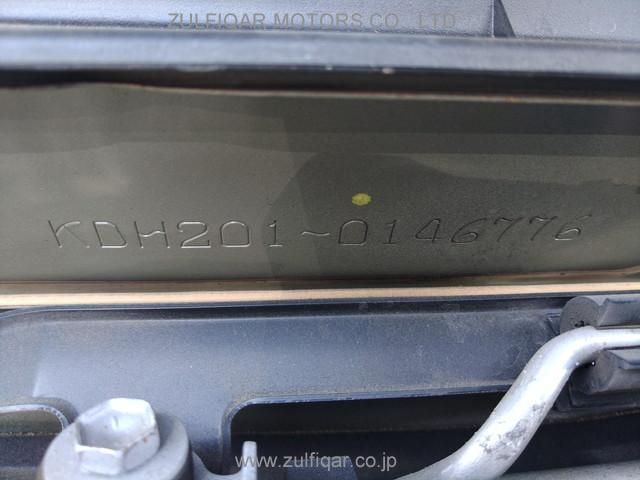 ZULFIQAR MOTORS CO. LTD
KDH201~0146776
@ www.zulfiqar.co.jp